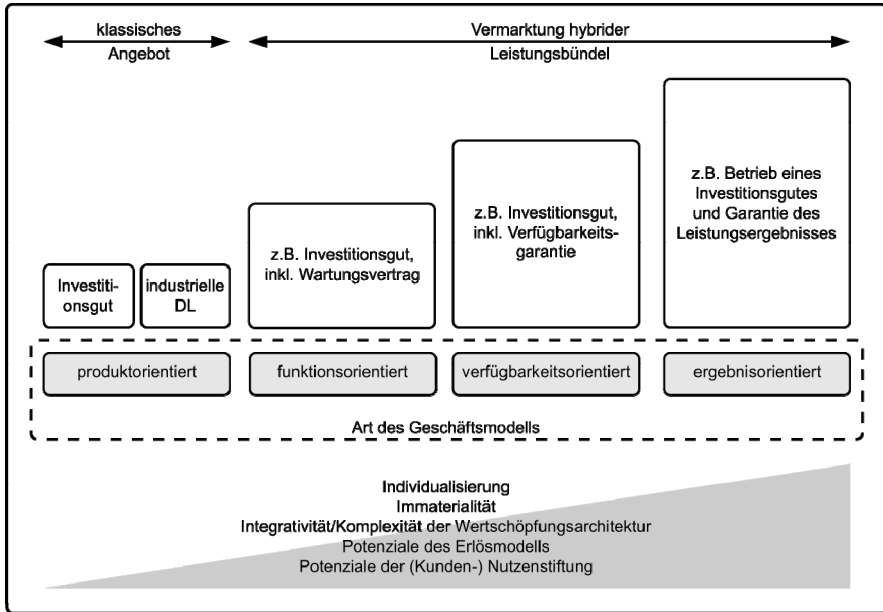 klassisches
Angebot
Vermarktung hybrider
Leistungsbündel
Investiti-
onsgut
industrielle
DL
z.B. Investitionsgut,
inkl. Wartungsvertrag
z.B. Investitionsgut,
inkl. Verfügbarkeits-
garantie
z.B. Betrieb eines
Investitionsgutes
und Garantie des
Leistungsergebnisses
produktorientiert
funktionsorientiert
verfügbarkeitsorientiert
ergebnisorientiert
Art des Geschäftsmodells
Individualisierung
Immaterialität
Integrativität/Komplexität der Wertschöpfungsarchitektur
Potenziale des Erlösmodells
Potenziale der (Kunden-) Nutzenstiftung